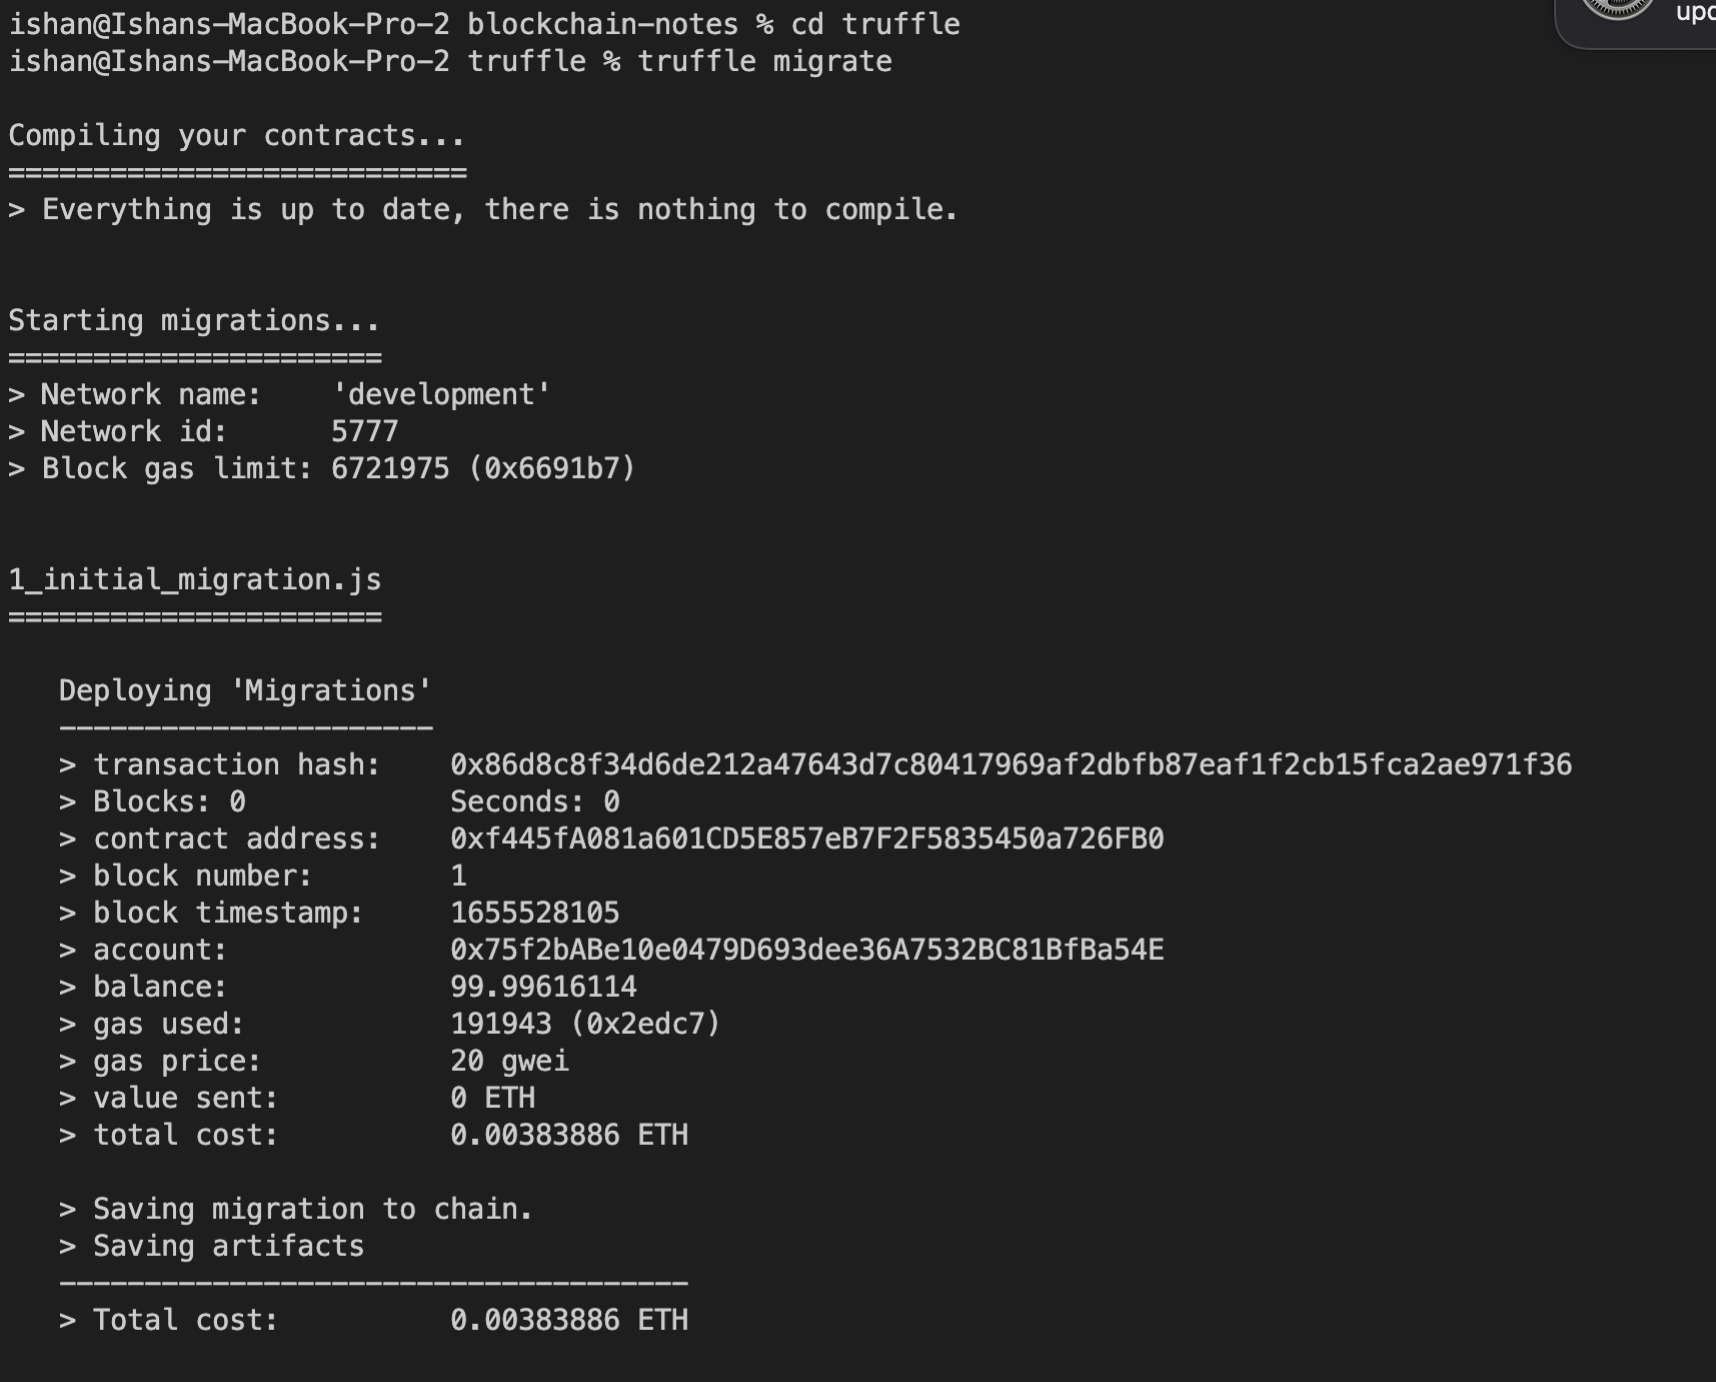 ishan@Ishans-MacBook-Pro-2 blockchain-notes % cd truffle
ishan@Ishans-MacBook-Pro-2 truffle % truffle migrate
Compiling your contracts...
===========================
> Everything is up to date, there is nothing to compile.
Starting migrations...
======================
> Network name:    'development'
> Network id:      5777
> Block gas limit: 6721975 (0x6691b7)
1_initial_migration.js
======================
   Deploying 'Migrations'
   ----------------------
   > transaction hash:    0x86d8c8f34d6de212a47643d7c80417969af2dbfb87eaf1f2cb15fca2ae971f36
   > Blocks: 0            Seconds: 0
   > contract address:    0xf445fA081a601CD5E857eB7F2F5835450a726FB0
   > block number:        1
   > block timestamp:     1655528105
   > account:             0x75f2bABe10e0479D693dee36A7532BC81BfBa54E
   > balance:             99.99616114
   > gas used:            191943 (0x2edc7)
   > gas price:           20 gwei
   > value sent:          0 ETH
   > total cost:          0.00383886 ETH
   > Saving migration to chain.
   > Saving artifacts
   -------------------------------------
   > Total cost:          0.00383886 ETH